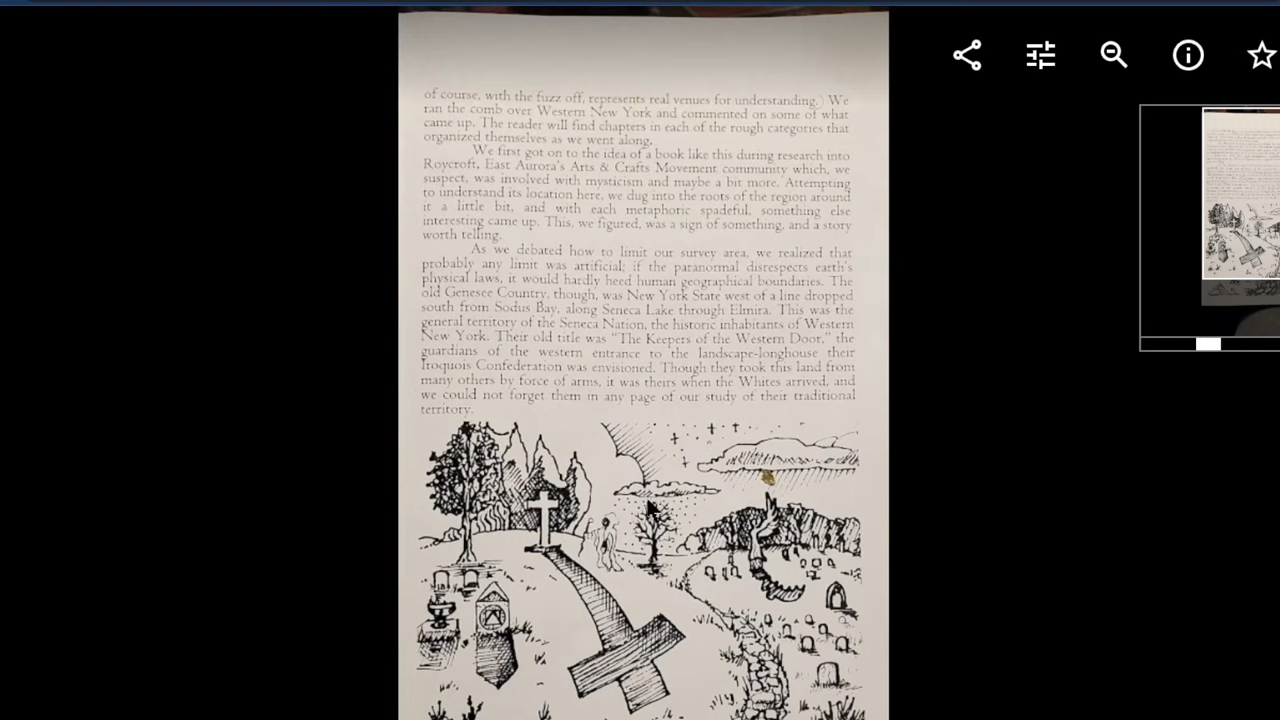 of course, with the fuzz off, represents real venues for understanding.) We
ran the comb over Western New York and commented on some of what
came up. The reader will find chapters in each of the rough categories that
organized themselves as we went along.
We first got on to the idea of a book like this during research into
Roycroft, East Aurora's Arts & Crafts Movement community which, we
suspect, was involved with mysticism and maybe a bit more. Attempting
to understand its location here, we dug into the roots of the region around
it a little bit, and with each metaphoric spadeful, something else
interesting came up. This, we figured, was a sign of something, and a story
worth telling.
As we debated how to limit our survey area, we realized that
probably any limit was artificial; if the paranormal disrespects earth's
physical laws, it would hardly heed human geographical boundaries. The
old Genesee Country, though, was New York State west of a line dropped
south from Sodus Bay, along Seneca Lake through Elmira. This was the
general territory of the Seneca Nation, the historic inhabitants of Western
New York. Their old title was "The Keepers of the Western Door," the
guardians of the western entrance to the landscape-longhouse their
Iroquois Confederation was envisioned. Though they took this land from
many others by force of arms, it was theirs when the Whites arrived, and
we could not forget them in any page of our study of their traditional
territory.